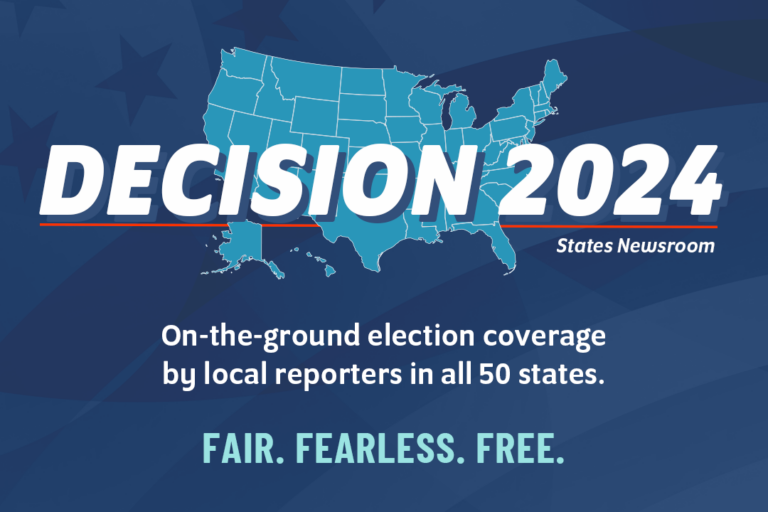 DECISION 2024
States Newsroom
On-the-ground election coverage
by local reporters in all 50 states.
FAIR. FEARLESS. FREE.